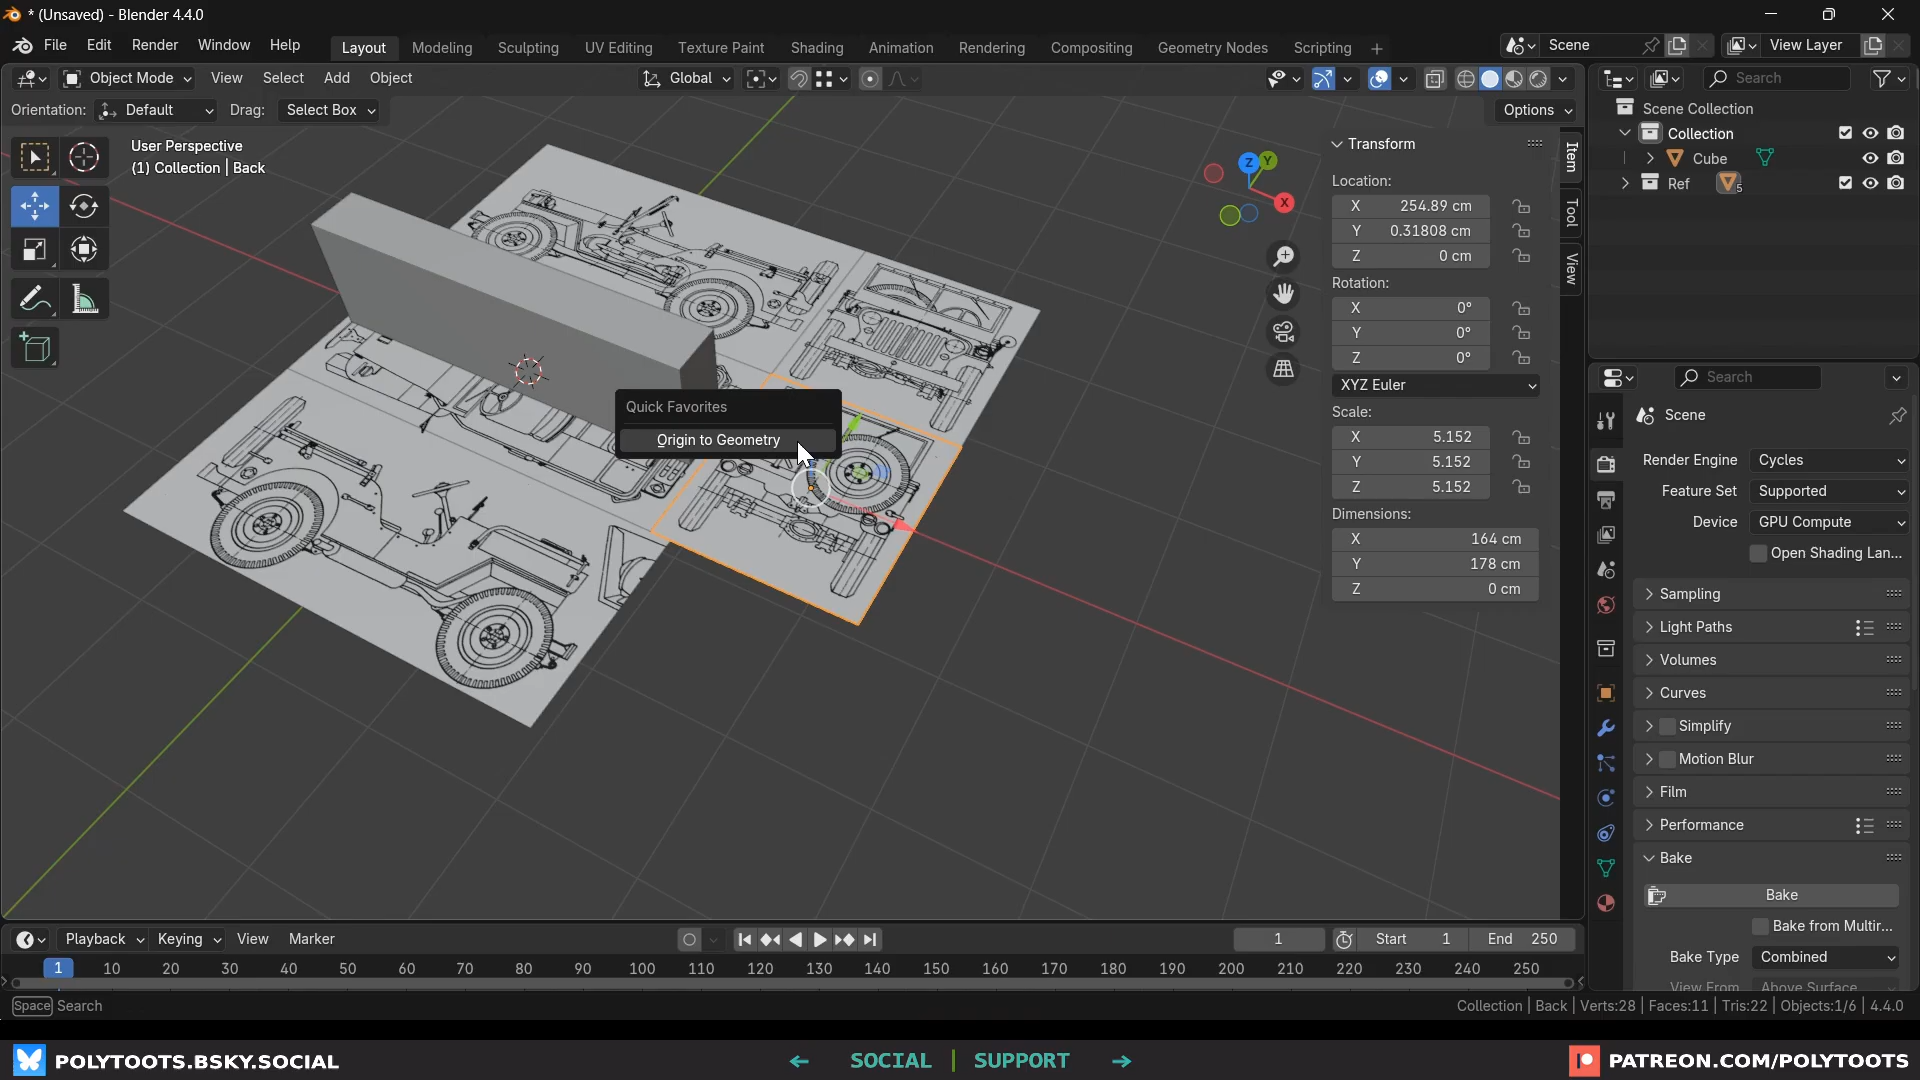 * (Unsaved) - Blender 4.4.0
File Edit Render Window Help
Layout Modeling Sculpting UV Editing Texture Paint Shading Animation Rendering Compositing Geometry Nodes Scripting +
Scene
View Layer
Object Mode View Select Add Object
Global
Search
Orientation: Default Drag: Select Box
Options
User Perspective
(1) Collection | Back
Scene Collection
Collection
Cube
Ref 5
Transform
Location:
X 254.89 cm
Y 0.31808 cm
Z 0 cm
Rotation:
X 0°
Y 0°
Z 0°
XYZ Euler
Scale:
X 5.152
Y 5.152
Z 5.152
Dimensions:
X 164 cm
Y 178 cm
Z 0 cm
Item
Tool
View
Z Y
X
Quick Favorites
Origin to Geometry
Search
Scene
Render Engine Cycles
Feature Set Supported
Device GPU Compute
Open Shading Lan...
Sampling
Light Paths
Volumes
Curves
Simplify
Motion Blur
Film
Performance
Bake
Bake
Bake from Multir...
Bake Type Combined
View From Above Surface
Playback Keying View Marker
1
Start 1
End 250
1 10 20 30 40 50 60 70 80 90 100 110 120 130 140 150 160 170 180 190 200 210 220 230 240 250
Space Search
Collection | Back | Verts:28 | Faces:11 | Tris:22 | Objects:1/6 | 4.4.0
POLYTOOTS.BSKY.SOCIAL
← SOCIAL | SUPPORT →
PATREON.COM/POLYTOOTS